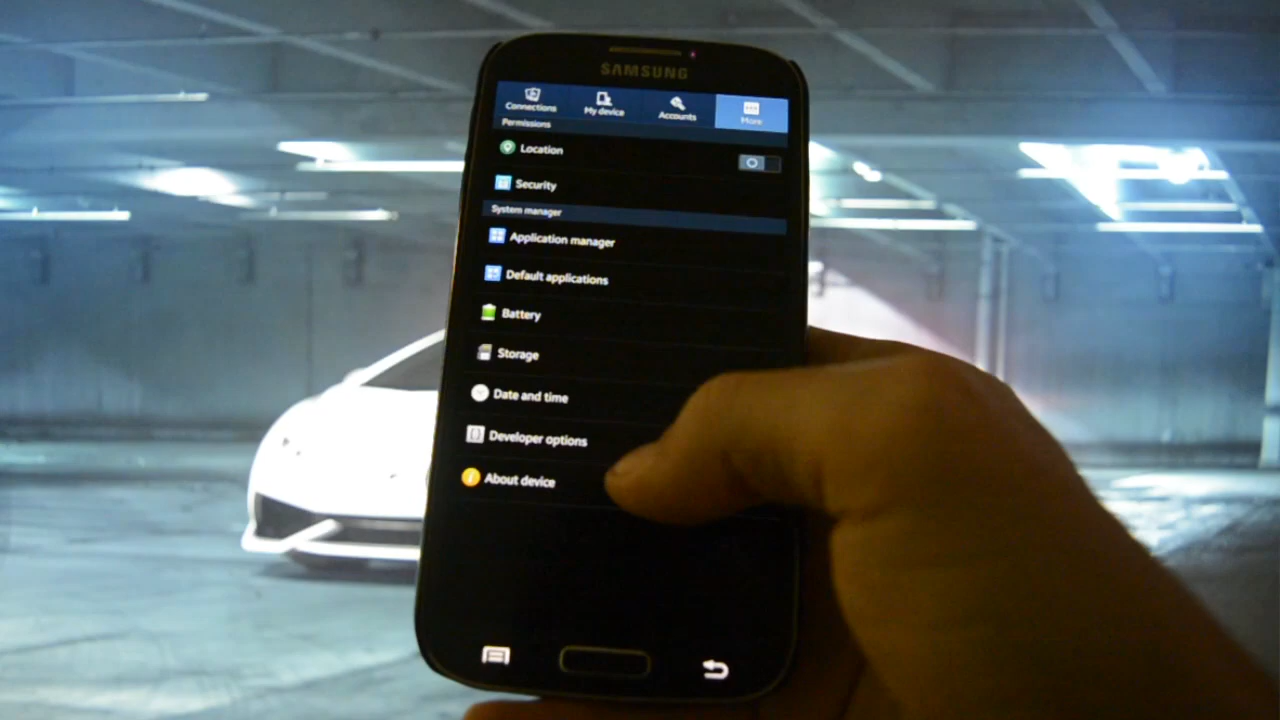 SAMSUNG
Connections
My device
Accounts
More
Permissions
Location
Security
System manager
Application manager
Default applications
Battery
Storage
Date and time
Developer options
About device